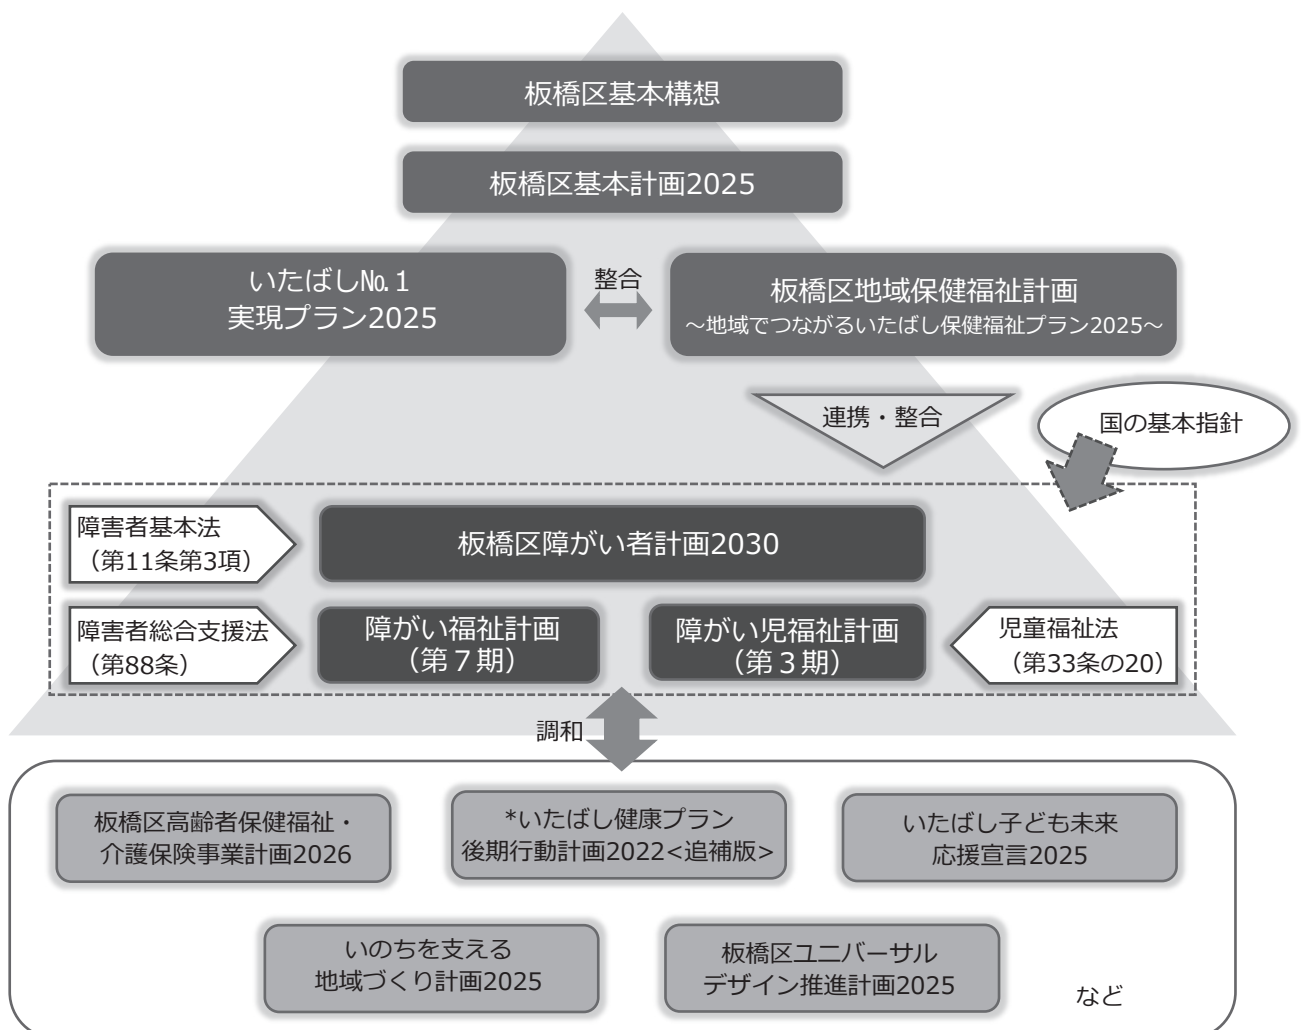 板橋区基本構想
板橋区基本計画2025
いたばし№1
実現プラン2025
整合
板橋区地域保健福祉計画
～地域でつながるいたばし保健福祉プラン2025～
連携・整合
国の基本指針
障害者基本法
（第11条第3項）
板橋区障がい者計画2030
障害者総合支援法
（第88条）
障がい福祉計画
（第７期）
障がい児福祉計画
（第３期）
児童福祉法
（第33条の20）
調和
板橋区高齢者保健福祉・
介護保険事業計画2026
*いたばし健康プラン
後期行動計画2022<追補版>
いたばし子ども未来
応援宣言2025
いのちを支える
地域づくり計画2025
板橋区ユニバーサル
デザイン推進計画2025
など